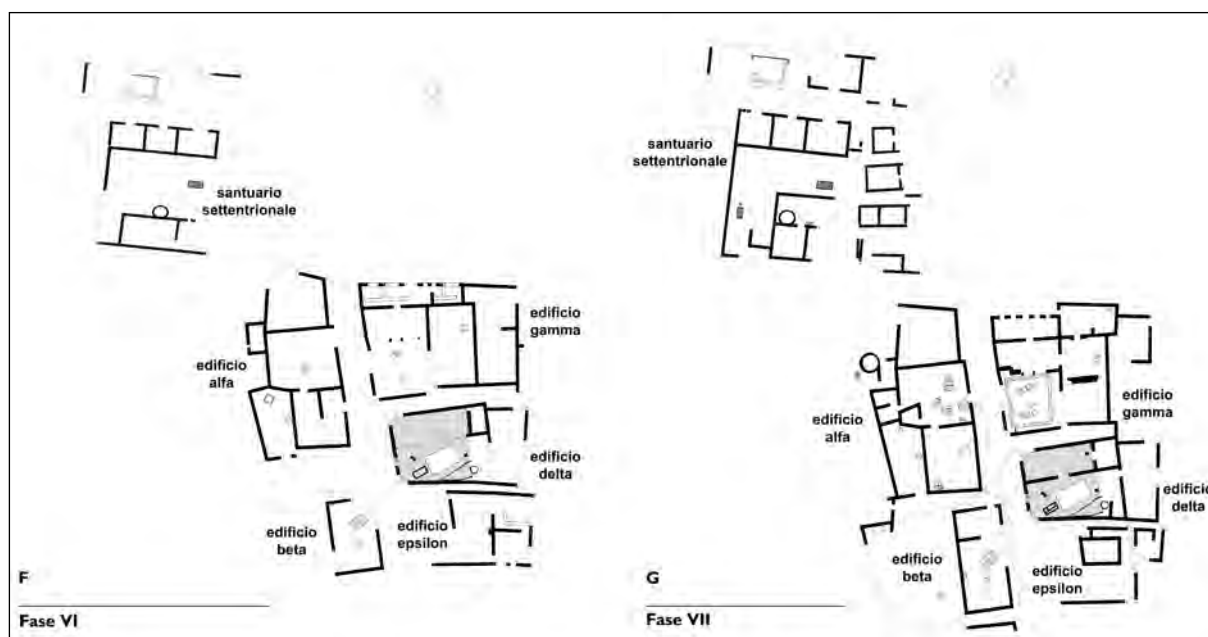 santuario
settentrionale
edificio
gamma
edificio
alfa
edificio
delta
edificio
beta
edificio
epsilon
F
Fase VI
santuario
settentrionale
edificio
gamma
edificio
alfa
edificio
delta
edificio
beta
edificio
epsilon
G
Fase VII